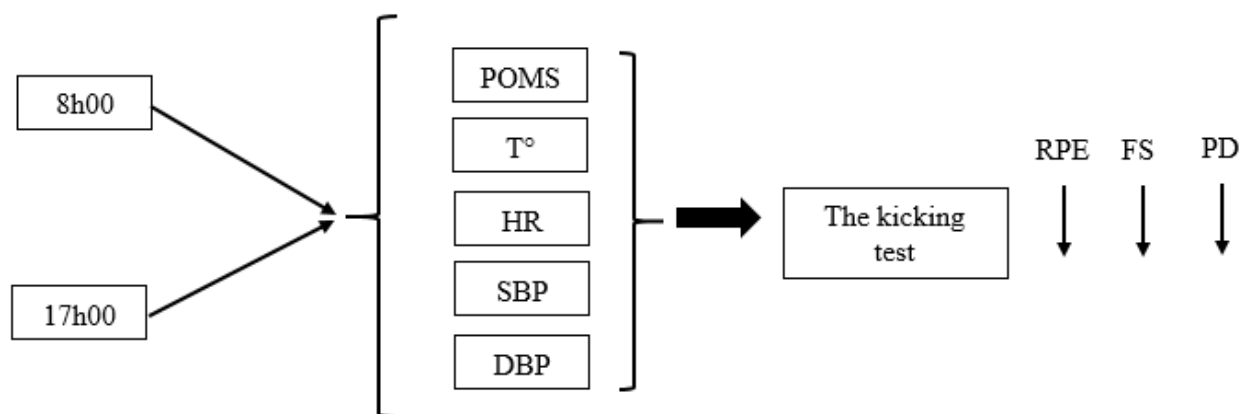 8h00
17h00
POMS
T°
HR
SBP
DBP
The kicking
test
RPE FS PD